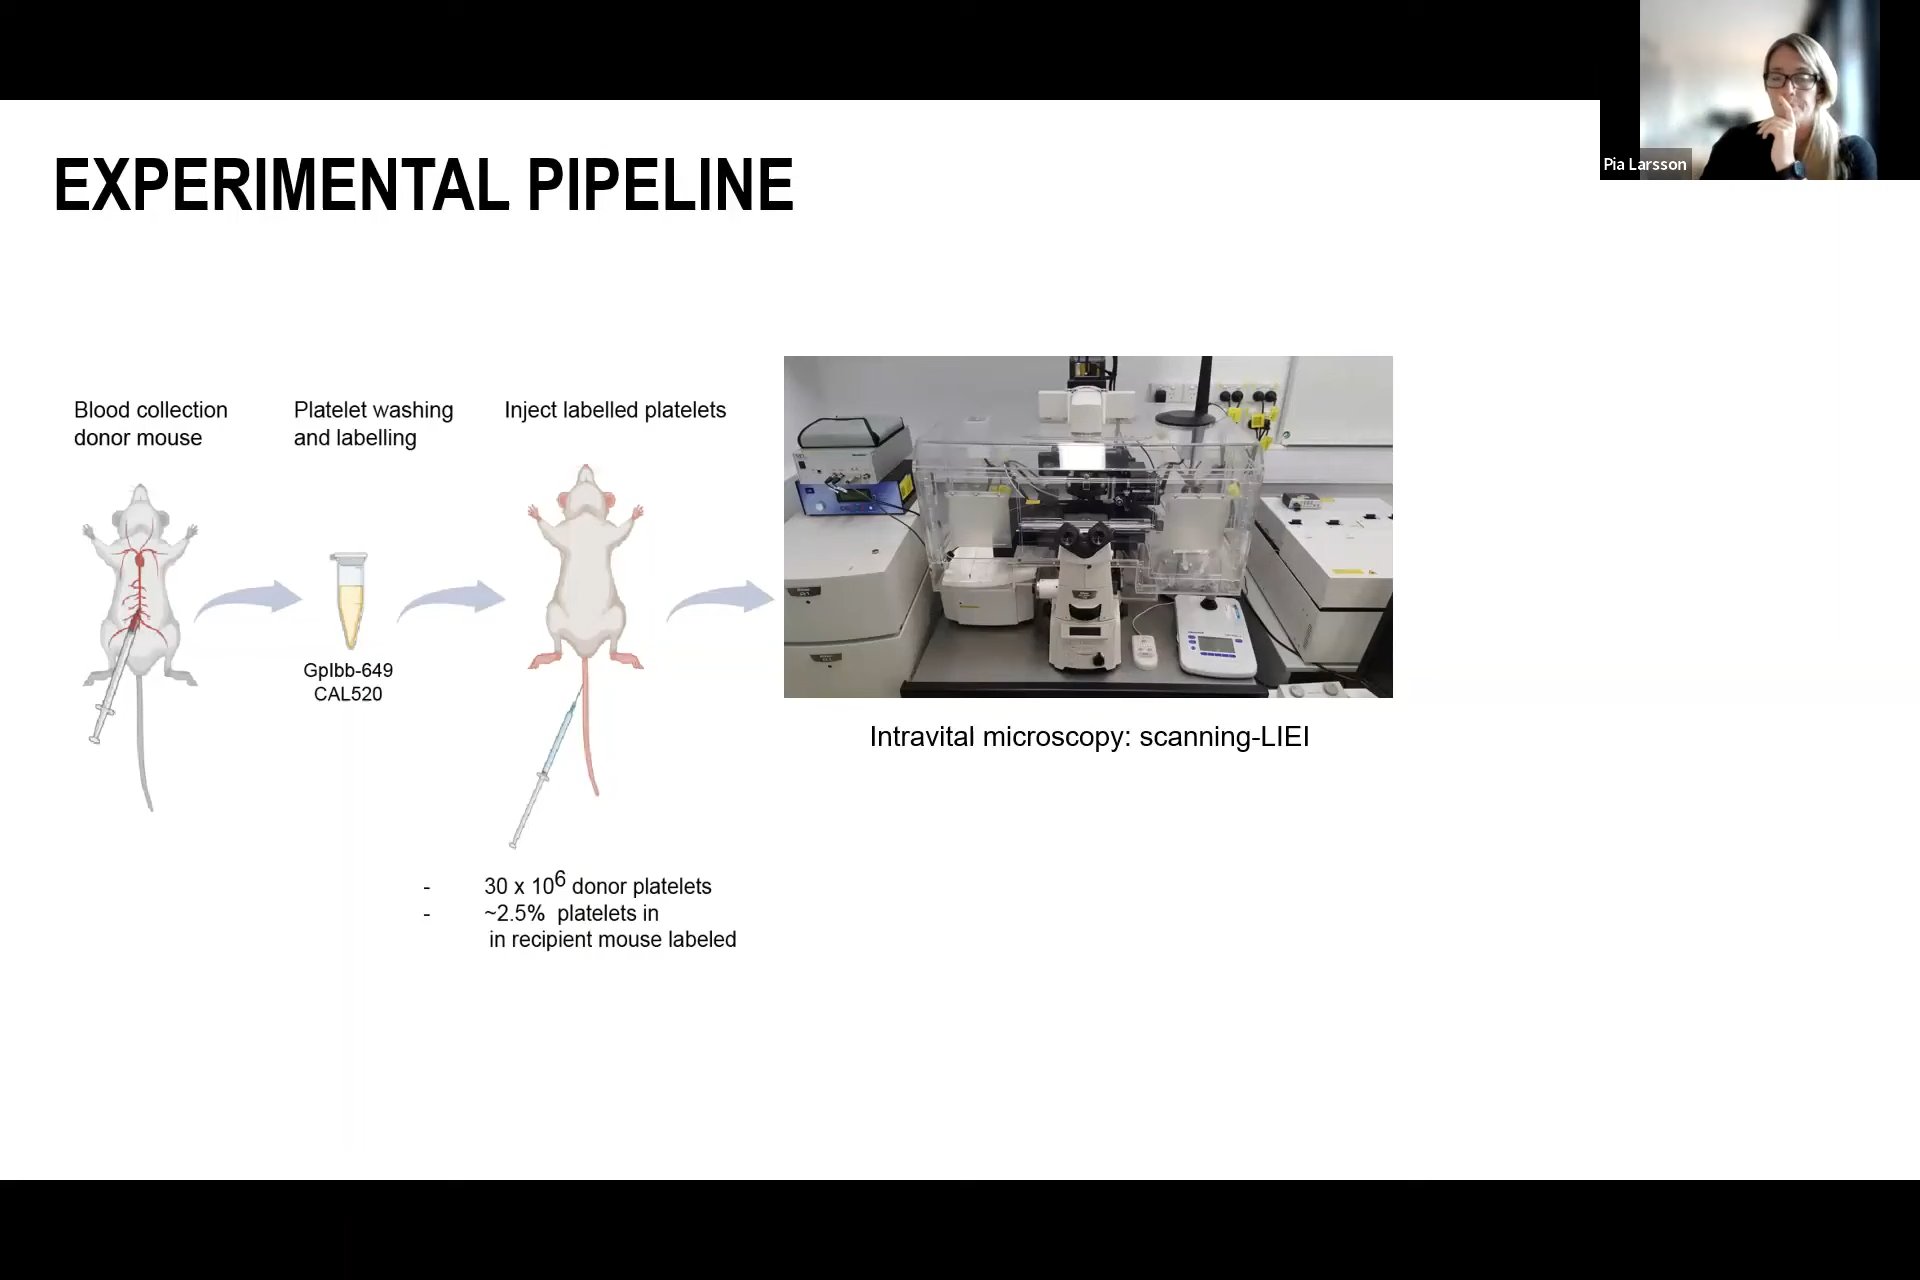 Pia Larsson
EXPERIMENTAL PIPELINE
Blood collection
donor mouse
Platelet washing
and labelling
Inject labelled platelets
GpIbb-649
CAL520
30 x 10⁶ donor platelets
~2.5% platelets in
in recipient mouse labeled
Intravital microscopy: scanning-LIEI